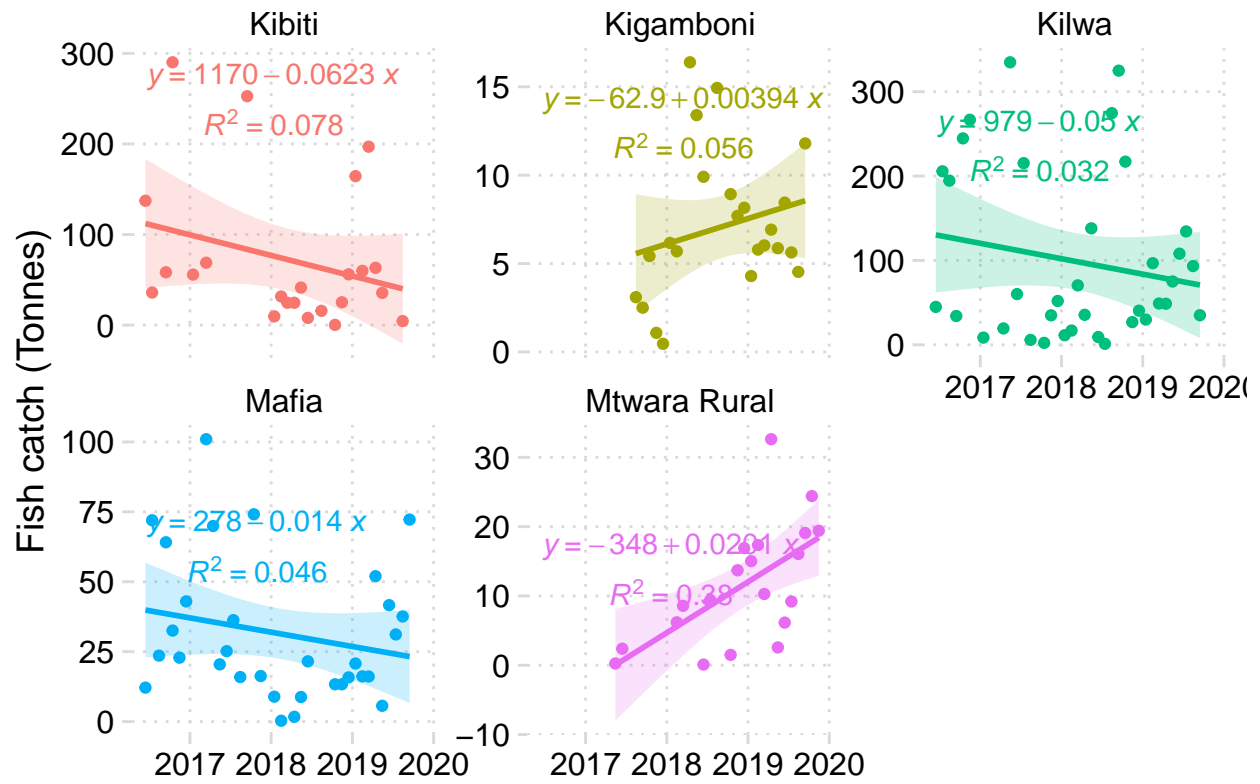 Kibiti
Kigamboni
Kilwa
300
200
100
0
y = 1170 − 0.0623 x
R² = 0.078
15
10
5
0
y = −62.9 + 0.00394 x
R² = 0.056
300
200
100
0
y = 979 − 0.05 x
R² = 0.032
2017 2018 2019 2020
Fish catch (Tonnes)
Mafia
Mtwara Rural
100
75
50
25
0
y = 278 − 0.014 x
R² = 0.046
2017 2018 2019 2020
30
20
10
0
−10
y = −348 + 0.0201 x
R² = 0.38
2017 2018 2019 2020